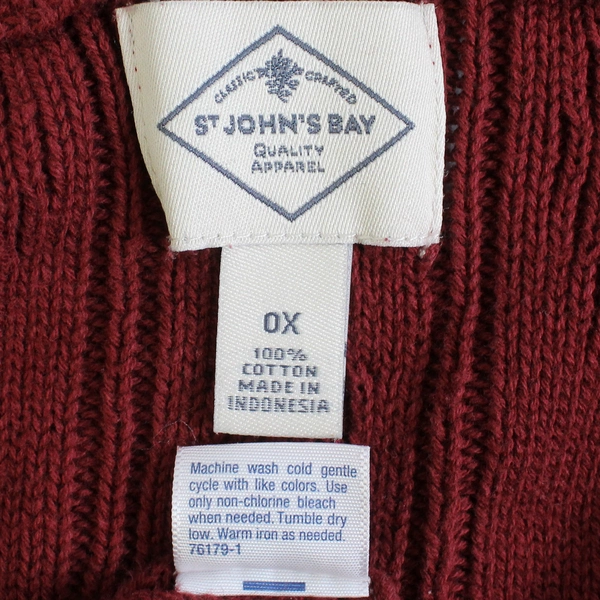 CLASSIC CRAFTED
ST JOHN'S BAY
QUALITY
APPAREL
0X
100%
COTTON
MADE IN
INDONESIA
Machine wash cold gentle
cycle with like colors. Use
only non-chlorine bleach
when needed. Tumble dry
low. Warm iron as needed.
76179-1